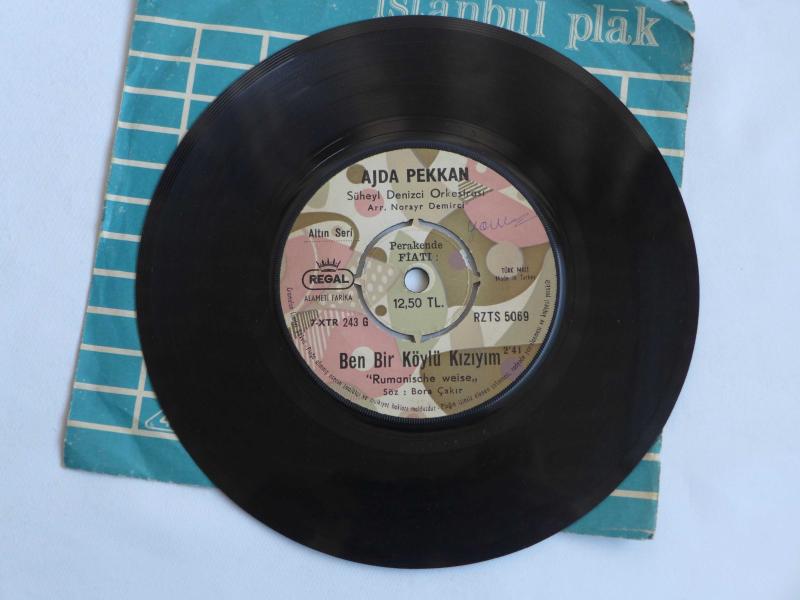 istanbul plâk
AJDA PEKKAN
Süheyl Denizci Orkestrası
Arr. Norayr Demirci
Altın Seri
Perakende
FİATI :
REGAL
ALAMETİ FARİKA
TÜRK MALI
Made in Turkey
12,50 TL.
7-XTR 243 G
RZTS 5069
Ben Bir Köylü Kızıyım 2'41
"Rumanische weise„
Söz : Bora Çakır